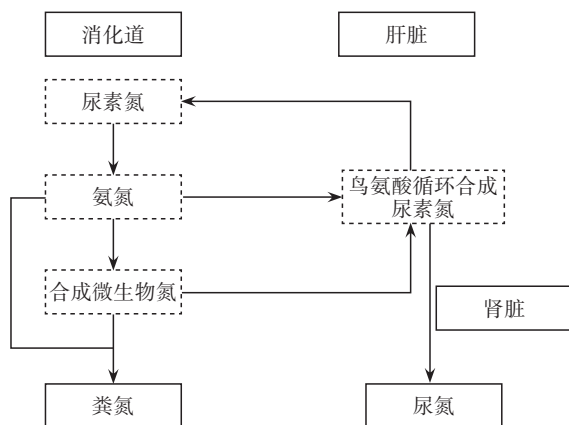 消化道
肝脏
尿素氮
氨氮
鸟氨酸循环合成
尿素氮
合成微生物氮
肾脏
粪氮
尿氮